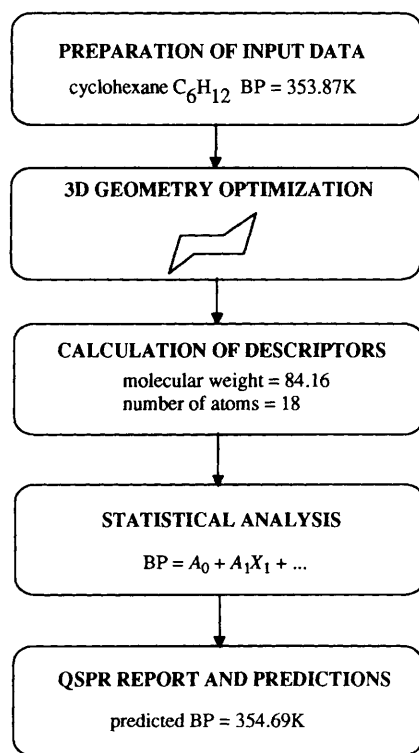 PREPARATION OF INPUT DATA
cyclohexane C₆H₁₂ BP = 353.87K
3D GEOMETRY OPTIMIZATION
CALCULATION OF DESCRIPTORS
molecular weight = 84.16
number of atoms = 18
STATISTICAL ANALYSIS
BP = A₀ + A₁X₁ + ...
QSPR REPORT AND PREDICTIONS
predicted BP = 354.69K